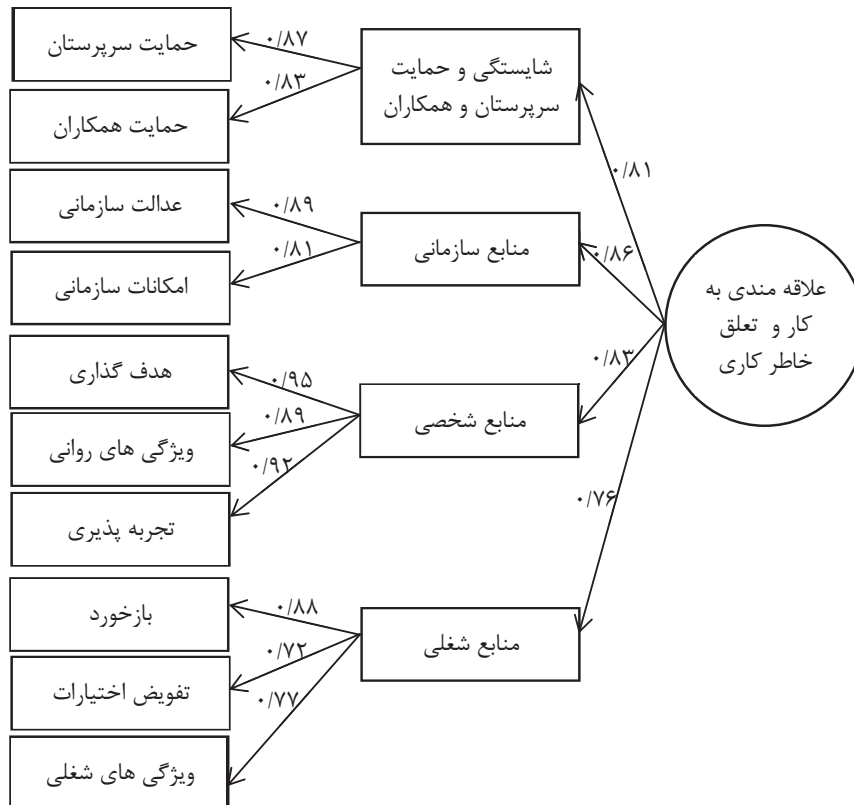 علاقه مندی به
کار و تعلق
خاطر کاری
۰/۸۱
۰/۸۶
۰/۸۳
۰/۷۶
شایستگی و حمایت
سرپرستان و همکاران
۰/۸۷
۰/۸۳
حمایت سرپرستان
حمایت همکاران
منابع سازمانی
۰/۸۹
۰/۸۱
عدالت سازمانی
امکانات سازمانی
منابع شخصی
۰/۹۵
۰/۸۹
۰/۹۲
هدف گذاری
ویژگی های روانی
تجربه پذیری
منابع شغلی
۰/۸۸
۰/۷۲
۰/۷۷
بازخورد
تفویض اختیارات
ویژگی های شغلی